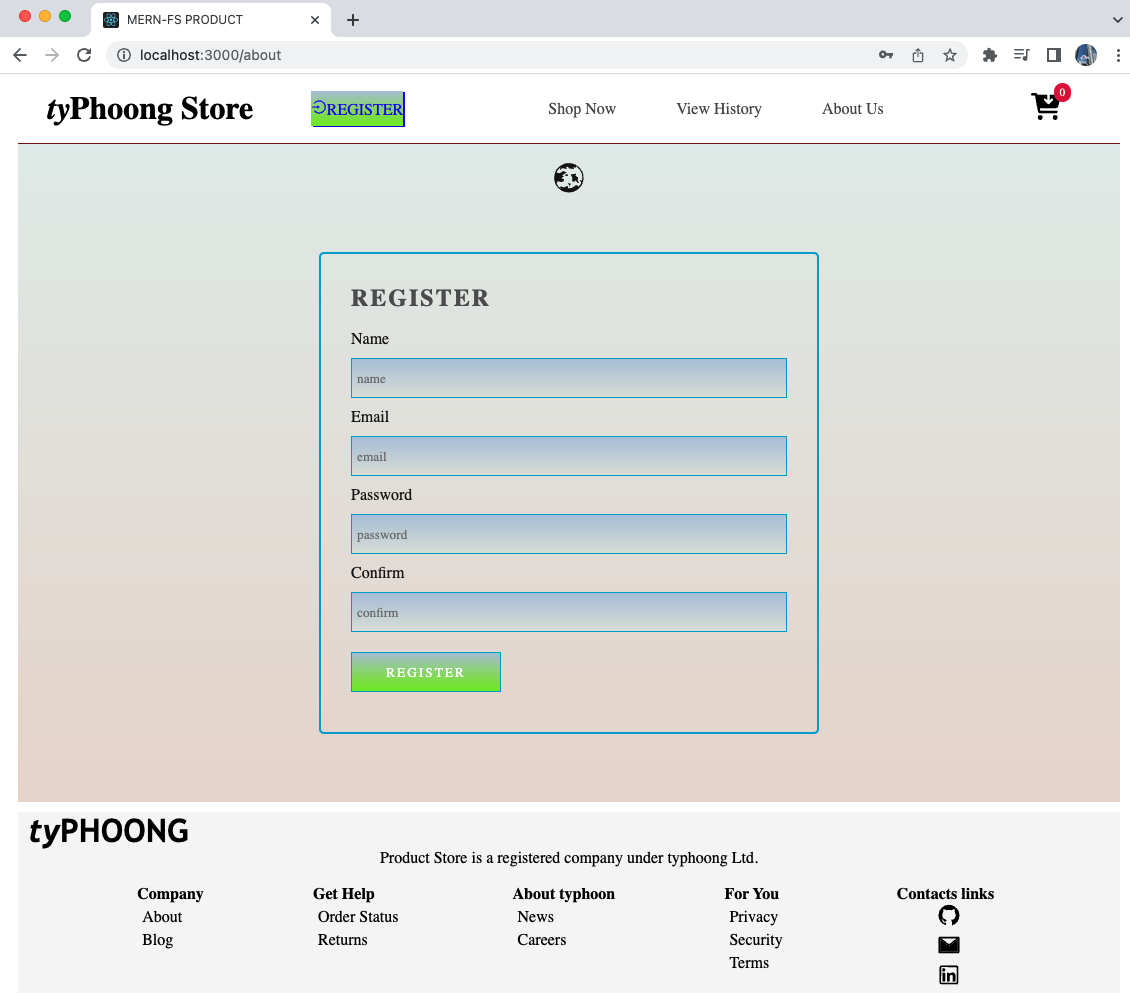 MERN-FS PRODUCT
localhost:3000/about
tyPhoong Store REGISTER Shop Now View History About Us 0
REGISTER
Name
name
Email
email
Password
password
Confirm
confirm
REGISTER
tyPHOONG
Product Store is a registered company under typhoong Ltd.
Company Get Help About typhoon For You Contacts links
About Order Status News Privacy
Blog Returns Careers Security
Terms
in